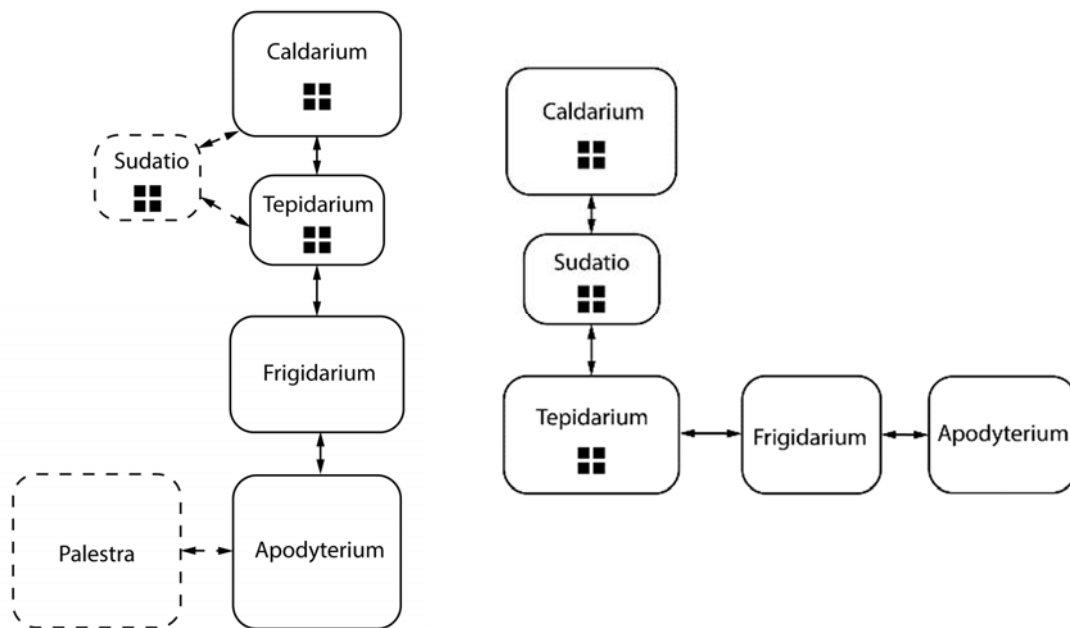 Caldarium
Sudatio
Tepidarium
Frigidarium
Palestra
Apodyterium
Caldarium
Sudatio
Tepidarium
Frigidarium
Apodyterium